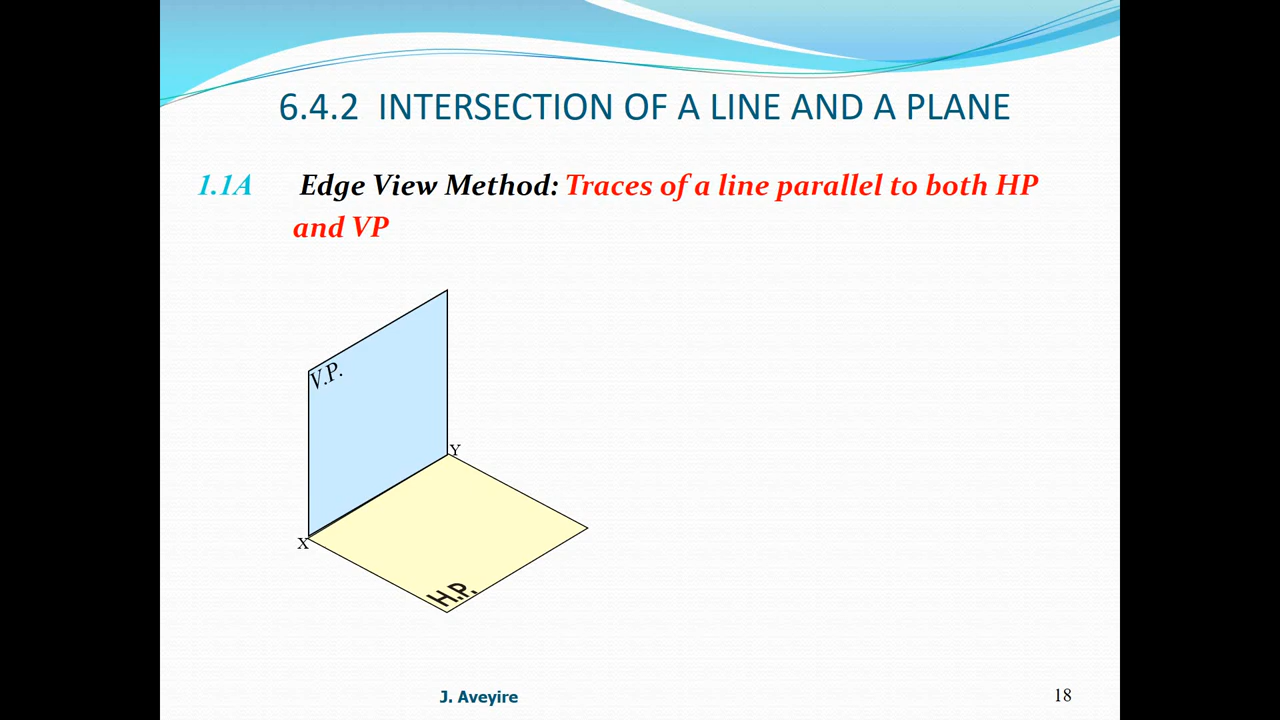 6.4.2 INTERSECTION OF A LINE AND A PLANE
1.1A Edge View Method: Traces of a line parallel to both HP
and VP
V.P.
Y
X
H.P.
J. Aveyire
18